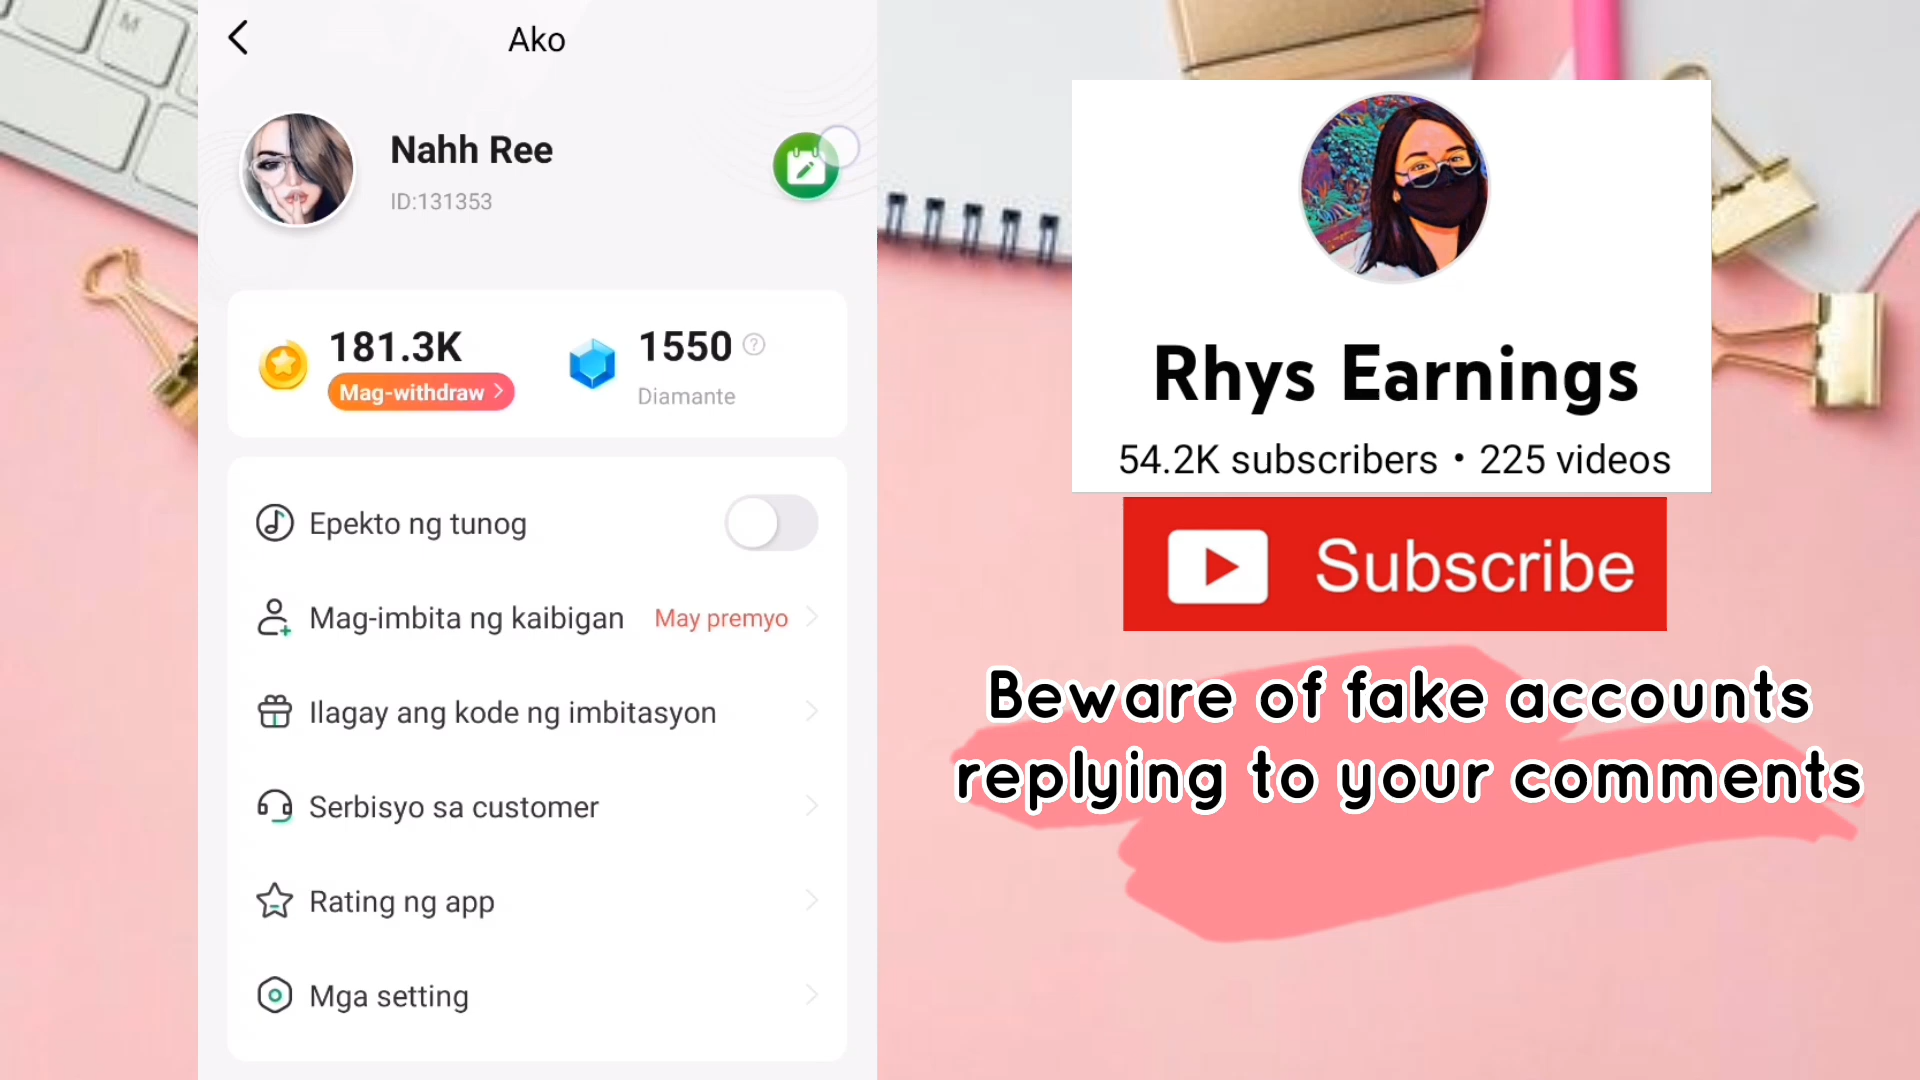 Ako
Nahh Ree
ID:131353
181.3K
Mag-withdraw
1550
?
Diamante
Epekto ng tunog
Mag-imbita ng kaibigan May premyo
Ilagay ang kode ng imbitasyon
Serbisyo sa customer
Rating ng app
Mga setting
M
Rhys Earnings
54.2K subscribers • 225 videos
Subscribe
Beware of fake accounts
replying to your comments